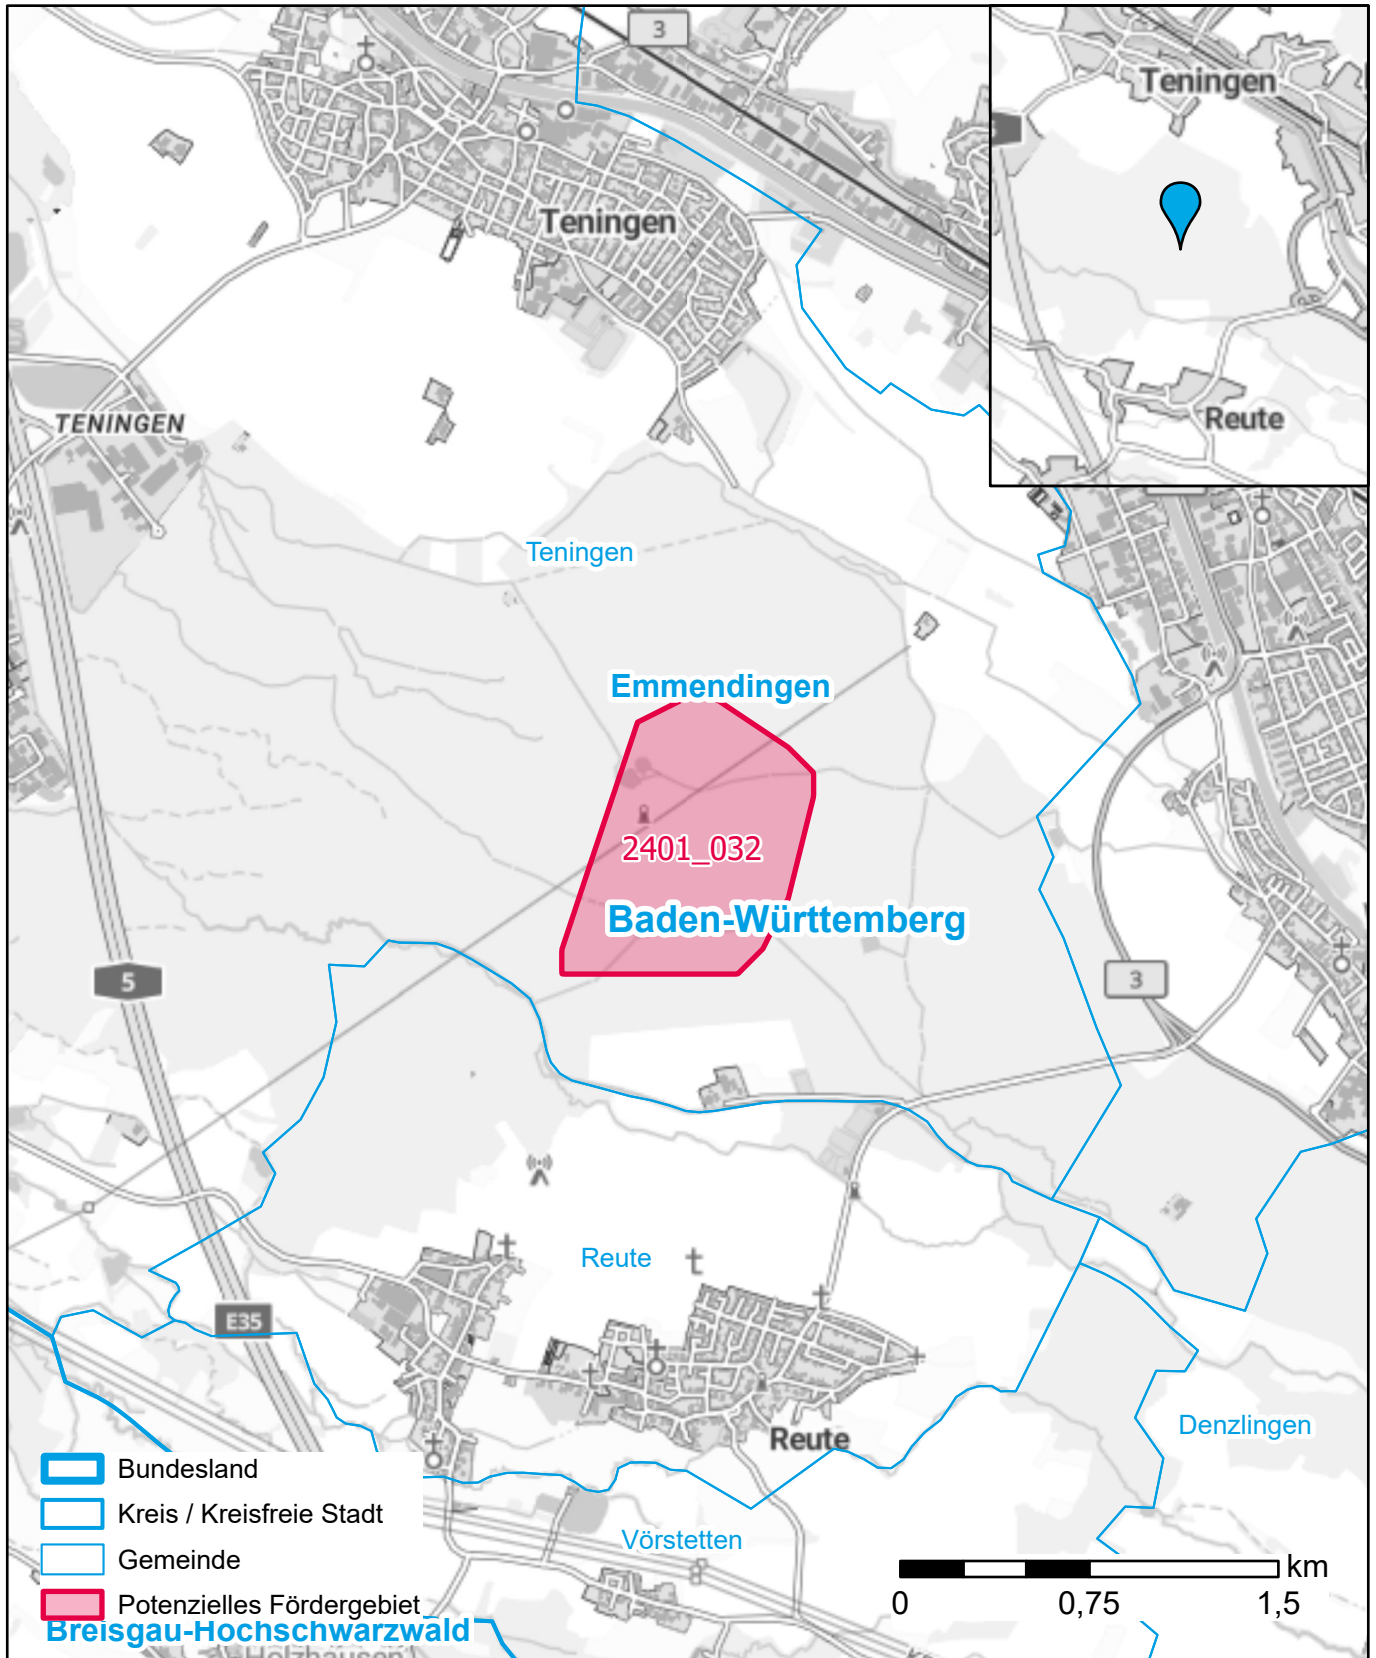 3
Teningen
Teningen
TENINGEN
Reute
Teningen
Emmendingen
2401_032
Baden-Württemberg
5
3
Reute
E35
Reute
Denzlingen
Vörstetten
Bundesland
Kreis / Kreisfreie Stadt
Gemeinde
Potenzielles Fördergebiet
km
0 0,75 1,5
Breisgau-Hochschwarzwald
Holzhausen